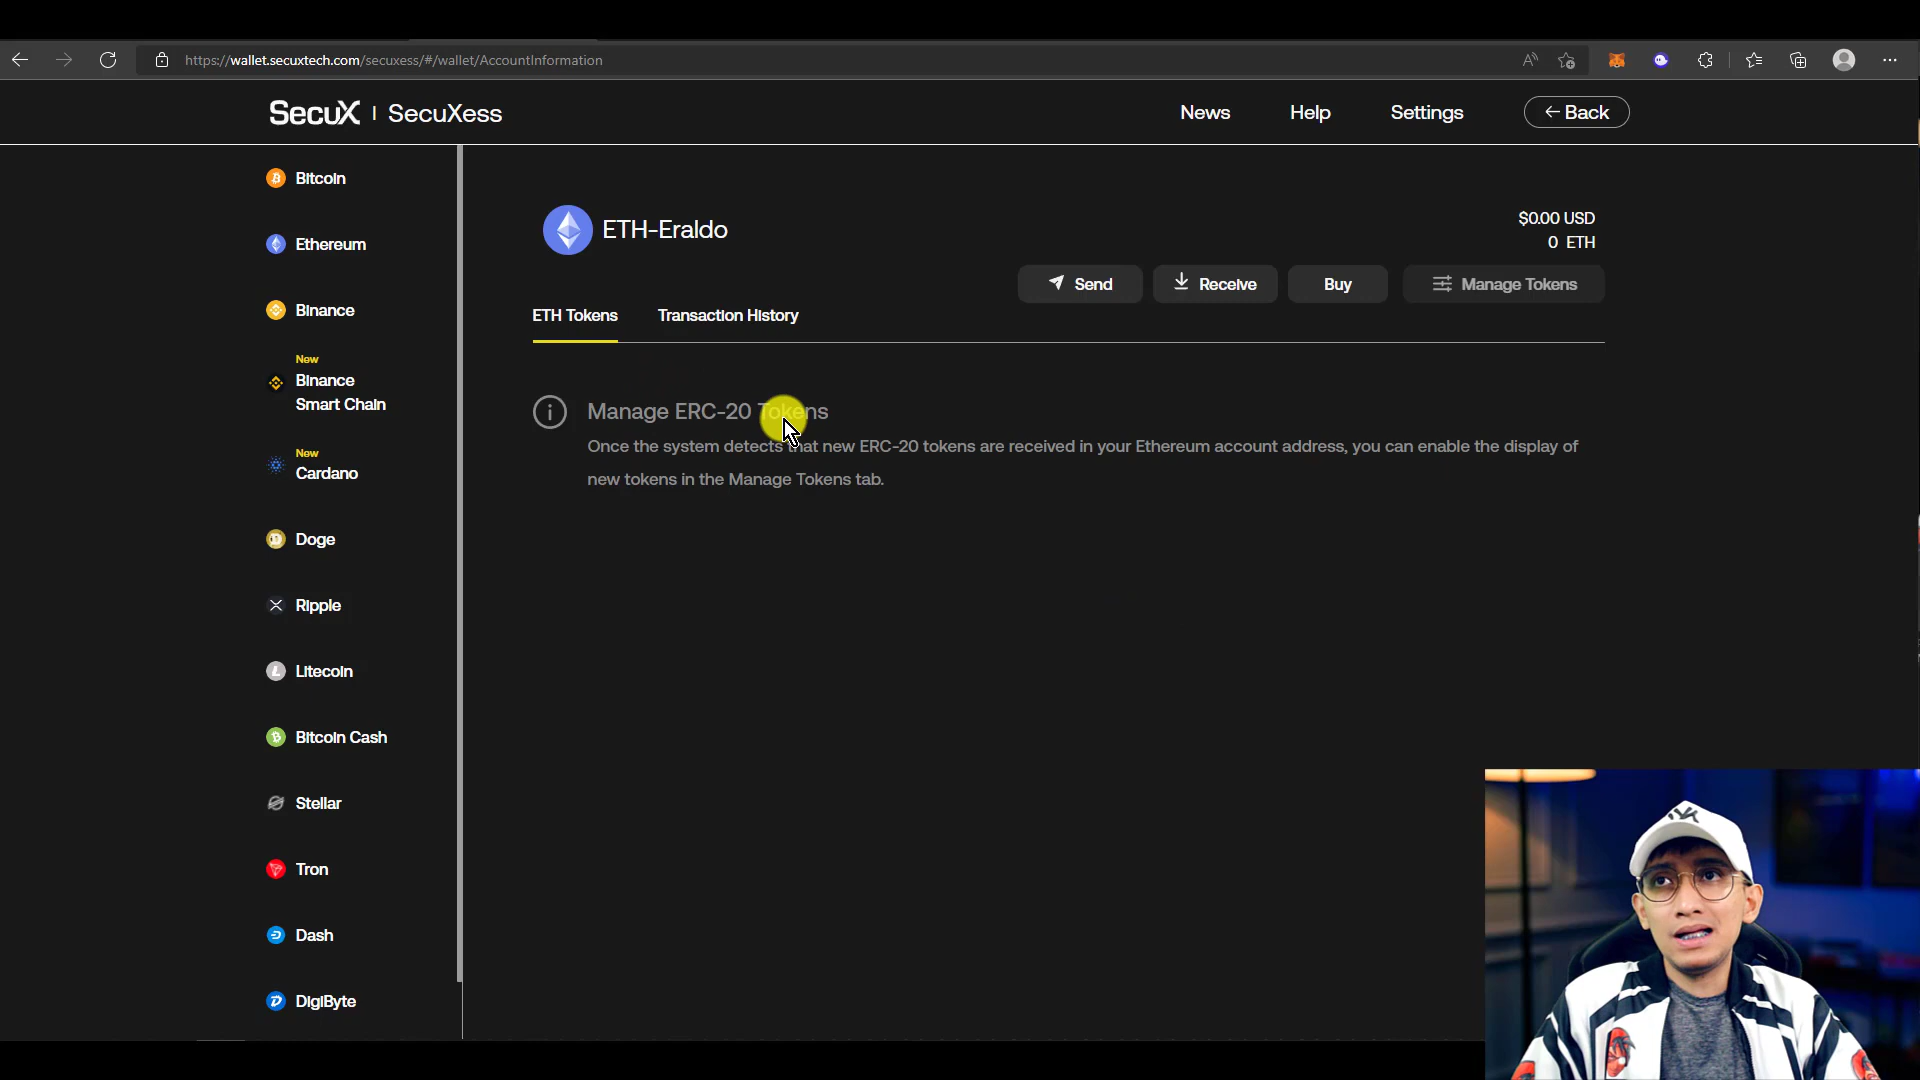 https://wallet.secuxtech.com/secuxess/#/wallet/AccountInformation
SecuX | SecuXess
News
Help
Settings
← Back
Bitcoin
Ethereum
Binance
New
Binance
Smart Chain
New
Cardano
Doge
Ripple
Litecoin
Bitcoin Cash
Stellar
Tron
Dash
DigiByte
ETH-Eraldo
$0.00 USD
0 ETH
Send
Receive
Buy
Manage Tokens
ETH Tokens
Transaction History
Manage ERC-20 Tokens
Once the system detects that new ERC-20 tokens are received in your Ethereum account address, you can enable the display of
new tokens in the Manage Tokens tab.